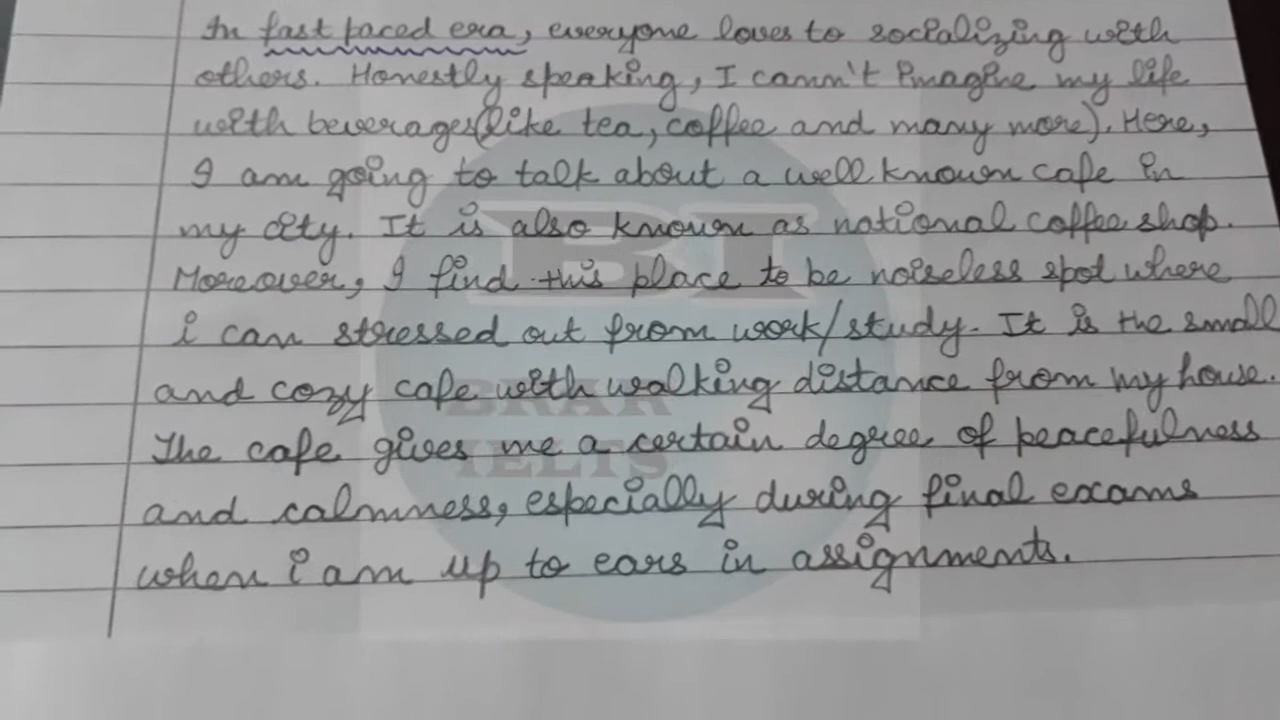 In fast paced era, everyone loves to socializing with
others. Honestly speaking, I cann't imagine my life
with beverages(like tea, coffee and many more). Here,
I am going to talk about a well known cafe in
my city. It is also known as national coffee shop.
Moreover, I find this place to be noiseless spot where
i can stressed out from work/study. It is the small
and cozy cafe with walking distance from my house.
The cafe gives me a certain degree of peacefulness
and calmness, especially during final exams
when i am up to ears in assignments.
BI
BRAR
IELTS